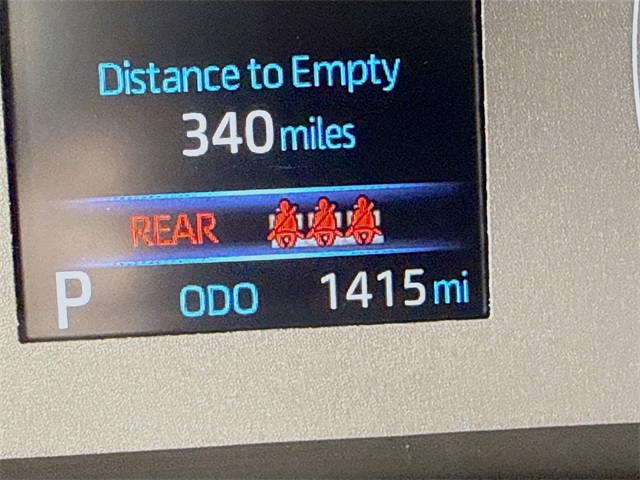 Distance to Empty
340 miles
REAR
P ODO 1415 mi